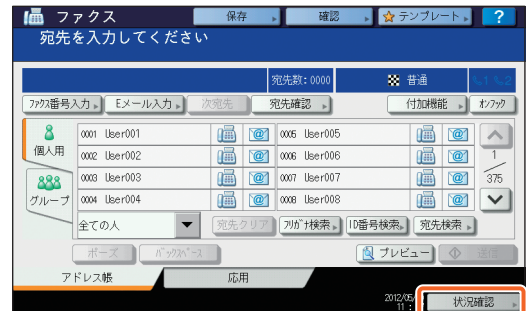 ファクス 保存 確認 テンプレート ?
宛先を入力してください
宛先数:0000 普通
ファクス番号入力 Eメール入力 次宛先 宛先確認 付加機能 オンフック
個人用
グループ
0001 User001 0005 User005
0002 User002 0006 User006
0003 User003 0007 User007
0004 User004 0008 User008
1
375
全ての人 宛先クリア フリガナ検索 ID番号検索 宛先検索
ポーズ バックスペース プレビュー 送信
アドレス帳 応用
状況確認